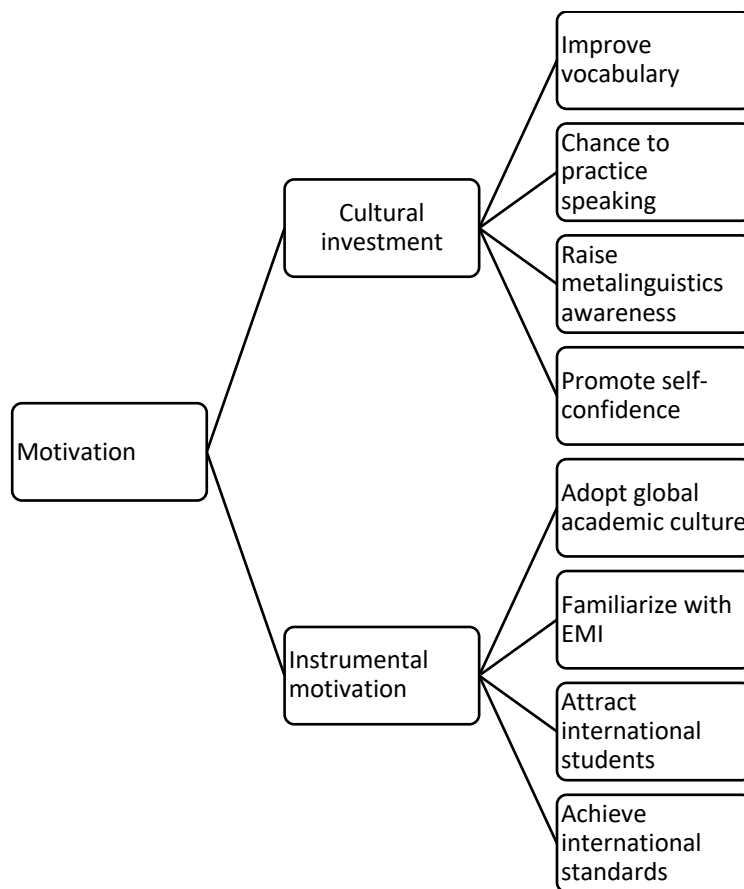 Motivation
Cultural
investment
Improve
vocabulary
Chance to
practice
speaking
Raise
metalinguistics
awareness
Promote self-
confidence
Instrumental
motivation
Adopt global
academic culture
Familiarize with
EMI
Attract
international
students
Achieve
international
standards